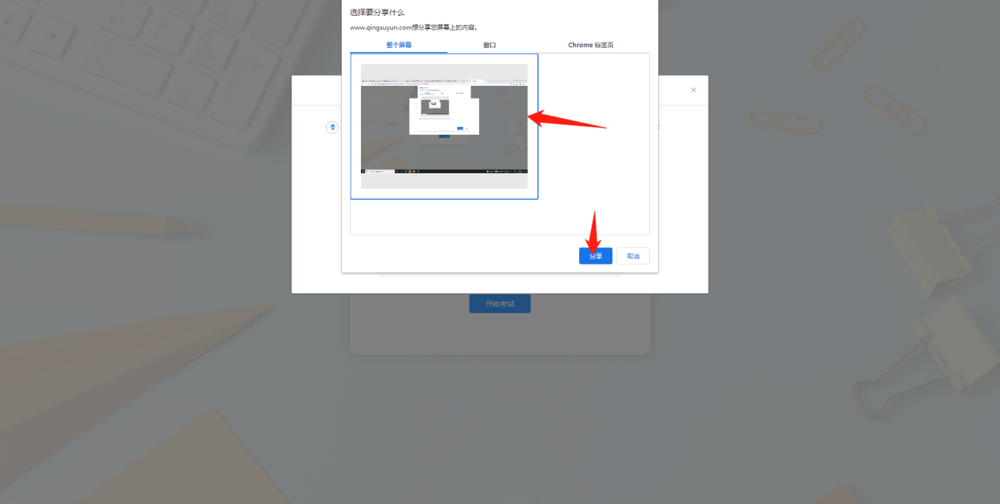 选择要分享什么
www.qingsuyun.com想分享您屏幕上的内容。
整个屏幕
窗口
Chrome 标签页
分享
取消
开始考试